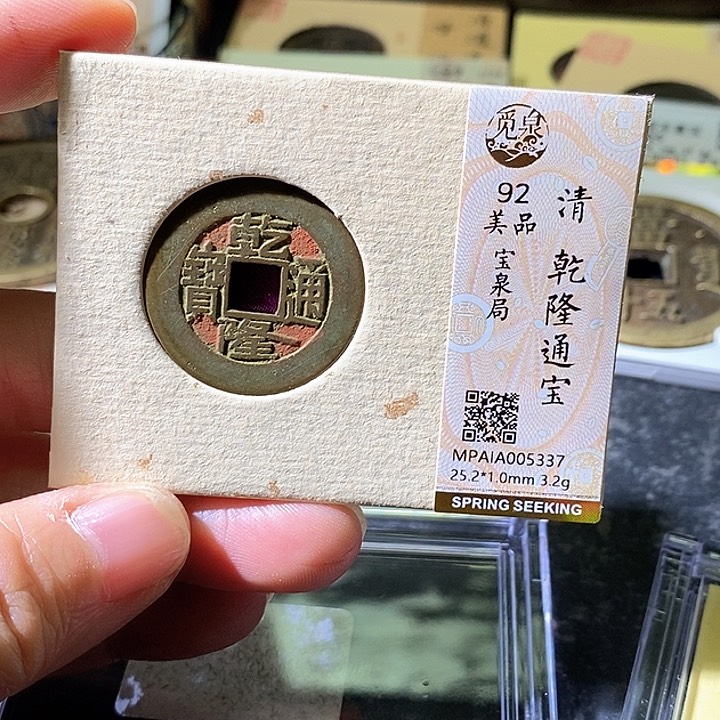 乾
隆
通
寶
觅泉
92
美品
宝泉局
清 乾隆通宝
MPAIA005337
25.2*1.0mm 3.2g
SPRING SEEKING